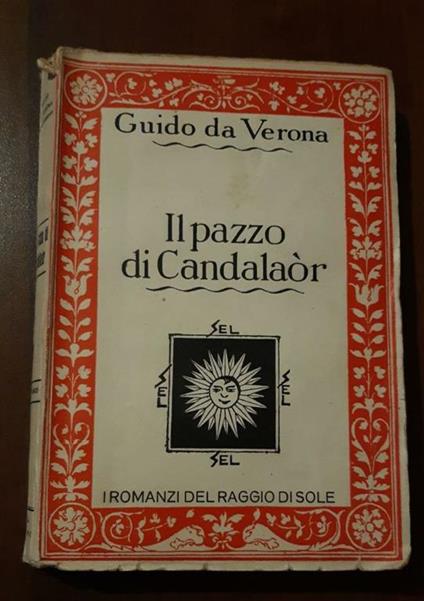 Guido da Verona
Il pazzo
di Candalaòr
SEL
SEL
SEL
SEL
I ROMANZI DEL RAGGIO DI SOLE